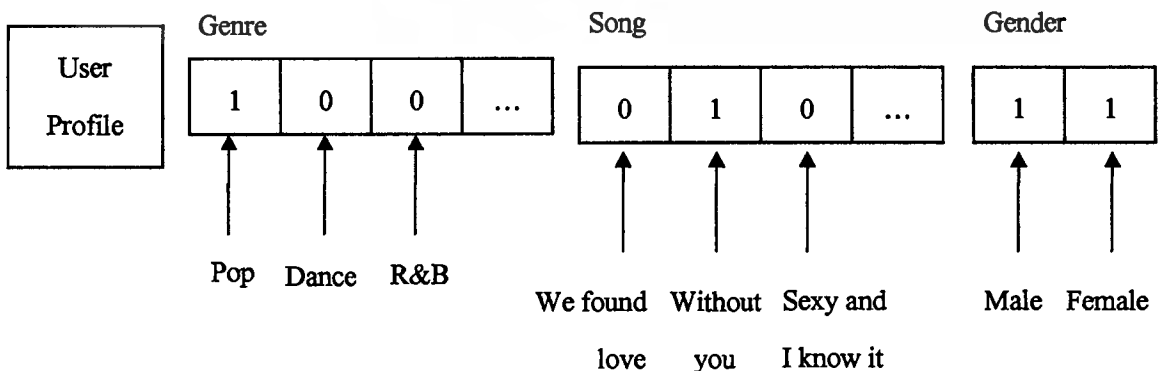 Genre Song Gender
User
Profile
1 0 0 ...
0 1 0 ...
1 1
Pop Dance R&B
We found Without Sexy and Male Female
love you I know it